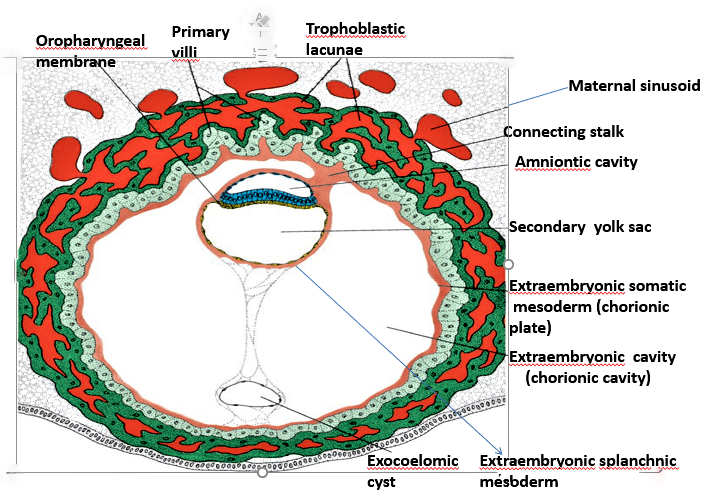 Oropharyngeal
membrane
Primary
villi
Trophoblastic
lacunae
Maternal sinusoid
Connecting stalk
Amniontic cavity
Secondary yolk sac
Extraembryonic somatic
mesoderm (chorionic
plate)
Extraembryonic cavity
(chorionic cavity)
Exocoelomic
cyst
Extraembryonic splanchnic
mesoderm